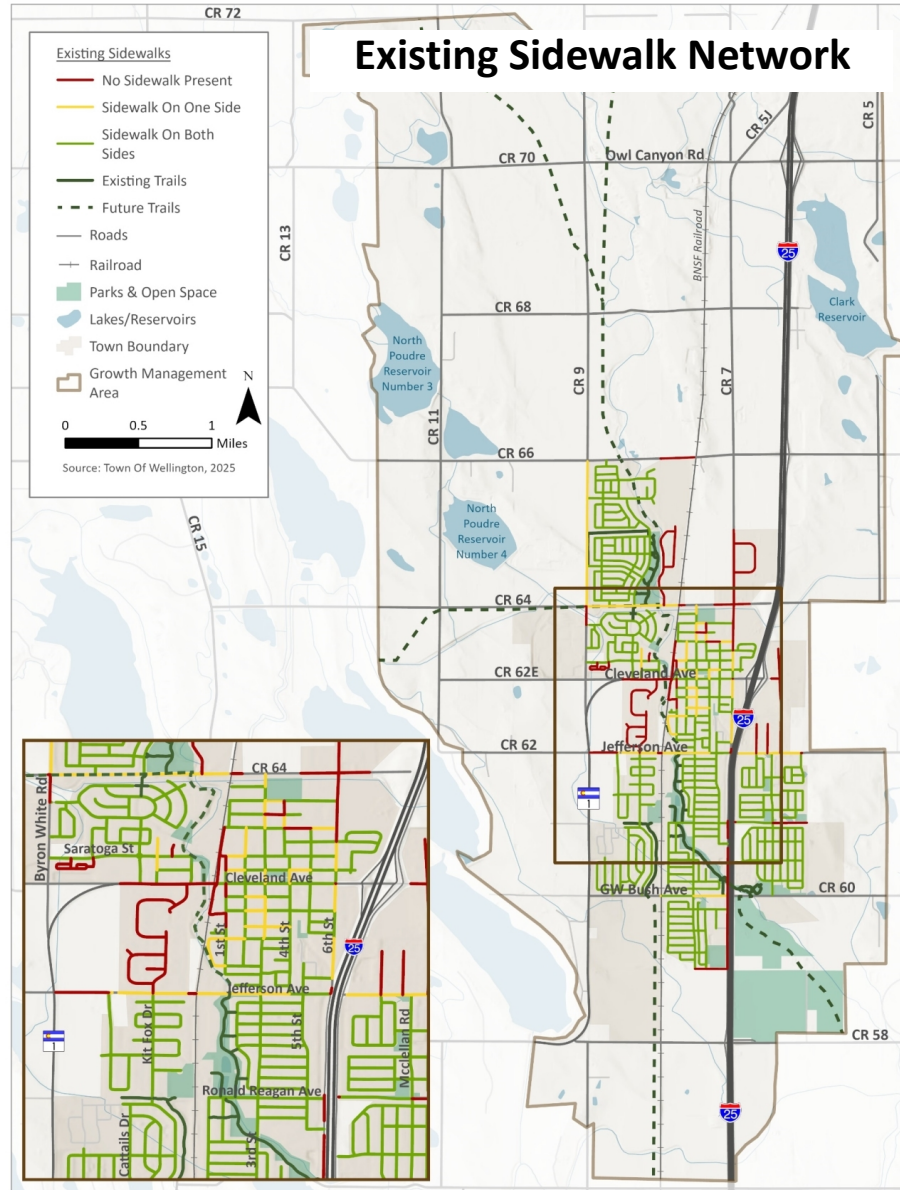 CR 72
Existing Sidewalk Network
Existing Sidewalks
No Sidewalk Present
Sidewalk On One Side
Sidewalk On Both
Sides
Existing Trails
Future Trails
Roads
Railroad
Parks & Open Space
Lakes/Reservoirs
Town Boundary
Growth Management
Area
N
0 0.5 1
Miles
Source: Town Of Wellington, 2025
CR 5
CR 5J
CR 70
Owl Canyon Rd
CR 13
BNSF Railroad
25
Clark
Reservoir
CR 68
North
Poudre
Reservoir
Number 3
CR 9
CR 7
CR 11
CR 66
CR 15
North
Poudre
Reservoir
Number 4
CR 64
CR 62E
Cleveland Ave
25
CR 62
Jefferson Ave
1
GW Bush Ave
CR 60
CR 58
25
CR 64
Byron White Rd
Saratoga St
Cleveland Ave
1st St
4th St
6th St
25
Jefferson Ave
Kit Fox Dr
5th St
1
Mcclellan Rd
Ronald Reagan Ave
Cattails Dr
3rd St